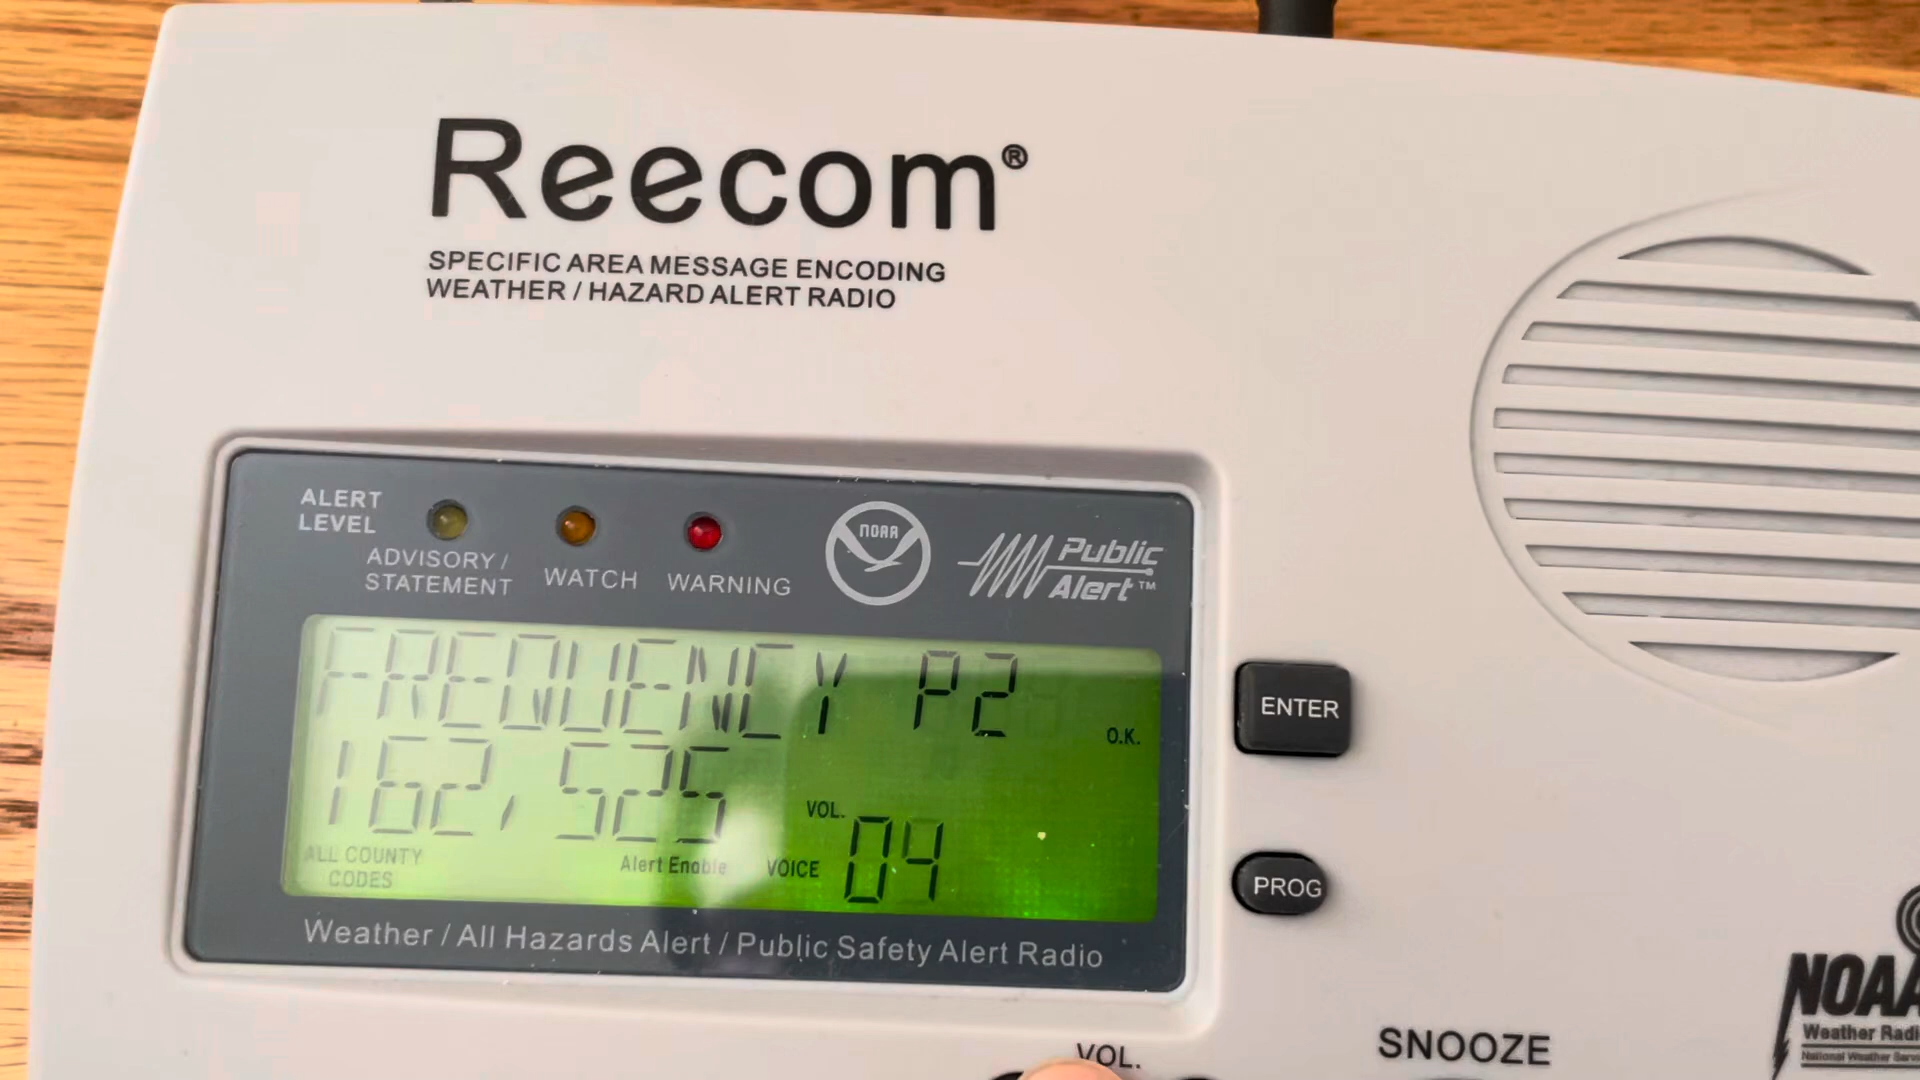 Reecom®
SPECIFIC AREA MESSAGE ENCODING
WEATHER / HAZARD ALERT RADIO
ALERT
LEVEL
ADVISORY /
STATEMENT
WATCH
WARNING
NOAA
Public
Alert™
FREQUENCY P2
O.K.
162,525
VOL.
04
ALL COUNTY
CODES
Alert Enable
VOICE
Weather / All Hazards Alert / Public Safety Alert Radio
ENTER
PROG
VOL.
SNOOZE
NOAA
Weather Radi
National Weather Serv